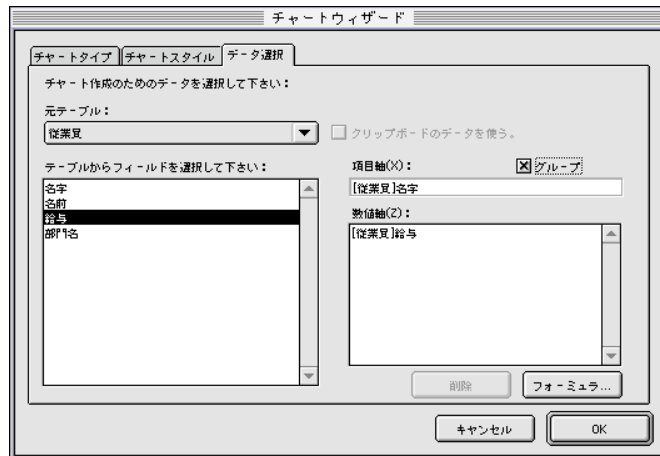 チャートウィザード
チャートタイプ チャートスタイル データ選択
チャート作成のためのデータを選択して下さい：
元テーブル：
従業員
クリップボードのデータを使う。
テーブルからフィールドを選択して下さい：
名字
名前
給与
部門名
項目軸(X)：
グループ
[従業員]名字
数値軸(Z)：
[従業員]給与
削除
フォーミュラ...
キャンセル
OK